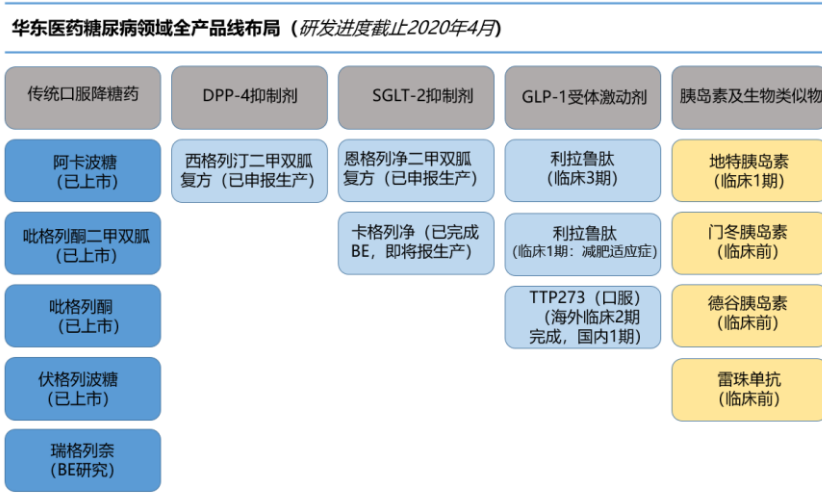 华东医药糖尿病领域全产品线布局（研发进度截止2020年4月）
传统口服降糖药
DPP-4抑制剂
SGLT-2抑制剂
GLP-1受体激动剂
胰岛素及生物类似物
阿卡波糖
（已上市）
西格列汀二甲双胍
复方（已申报生产）
恩格列净二甲双胍
复方（已申报生产）
利拉鲁肽
（临床3期）
地特胰岛素
（临床1期）
吡格列酮二甲双胍
（已上市）
卡格列净（已完成
BE，即将报生产）
利拉鲁肽
（临床1期：减肥适应症）
门冬胰岛素
（临床前）
吡格列酮
（已上市）
TTP273（口服）
（海外临床2期
完成，国内1期）
德谷胰岛素
（临床前）
伏格列波糖
（已上市）
雷珠单抗
（临床前）
瑞格列奈
（BE研究）